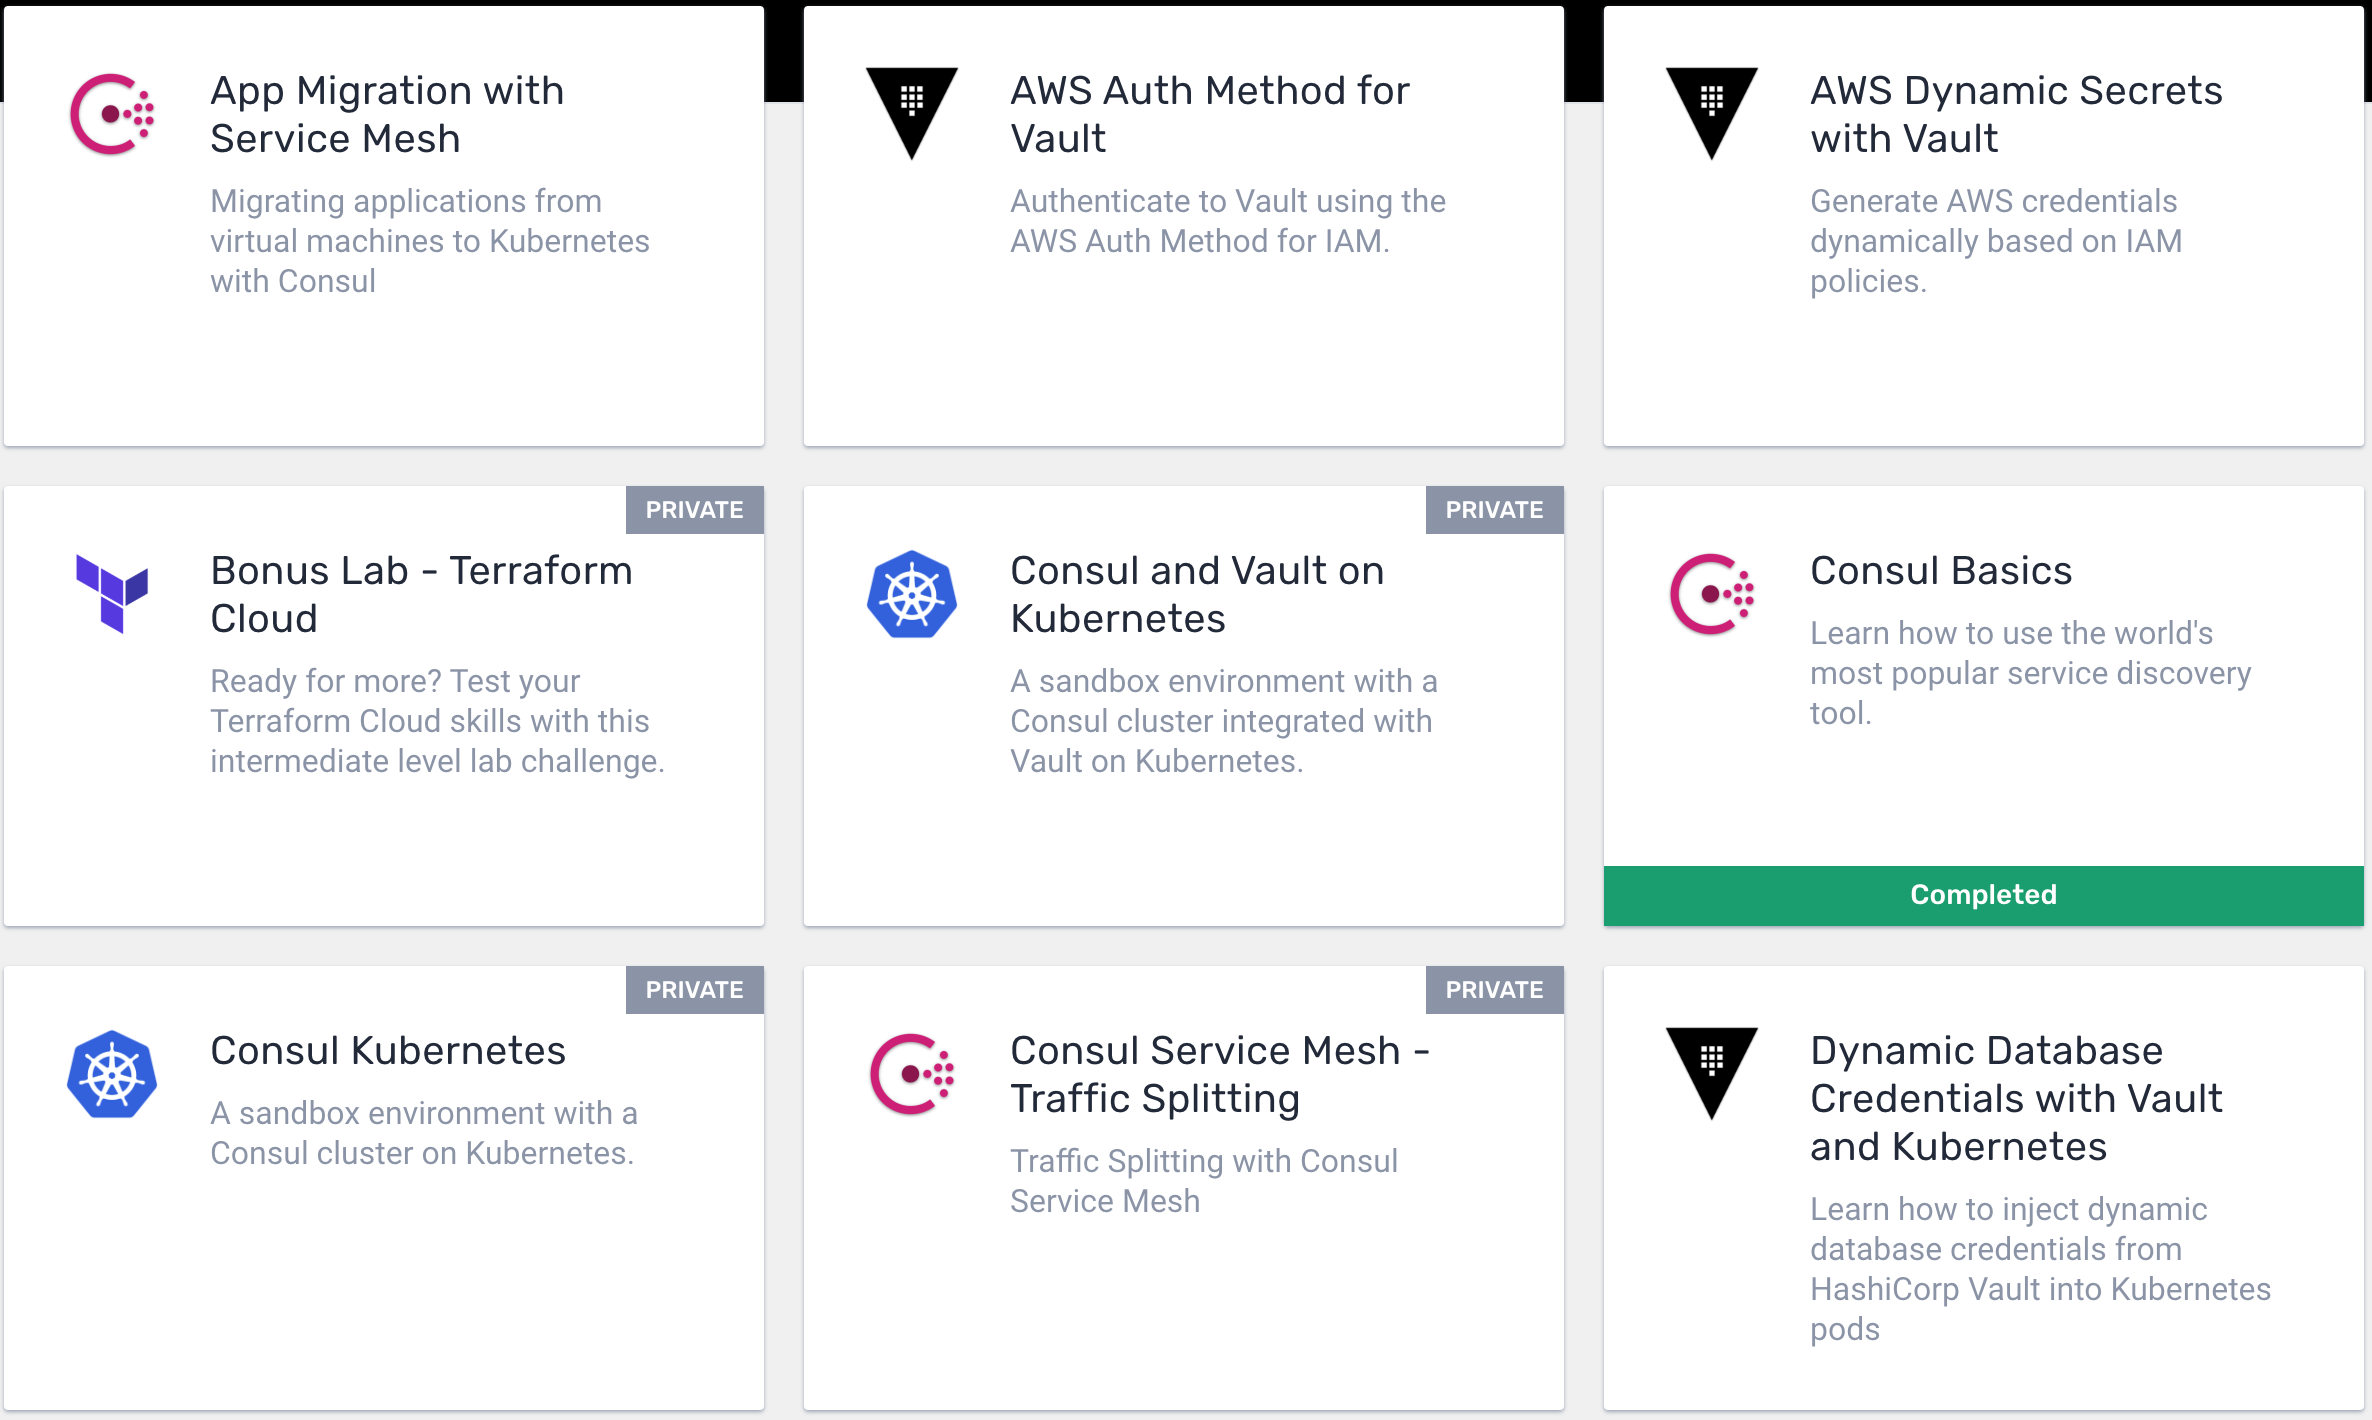 App Migration with
Service Mesh
Migrating applications from
virtual machines to Kubernetes
with Consul
AWS Auth Method for
Vault
Authenticate to Vault using the
AWS Auth Method for IAM.
AWS Dynamic Secrets
with Vault
Generate AWS credentials
dynamically based on IAM
policies.
PRIVATE
Bonus Lab - Terraform
Cloud
Ready for more? Test your
Terraform Cloud skills with this
intermediate level lab challenge.
PRIVATE
Consul and Vault on
Kubernetes
A sandbox environment with a
Consul cluster integrated with
Vault on Kubernetes.
Consul Basics
Learn how to use the world's
most popular service discovery
tool.
Completed
PRIVATE
Consul Kubernetes
A sandbox environment with a
Consul cluster on Kubernetes.
PRIVATE
Consul Service Mesh -
Traffic Splitting
Traffic Splitting with Consul
Service Mesh
Dynamic Database
Credentials with Vault
and Kubernetes
Learn how to inject dynamic
database credentials from
HashiCorp Vault into Kubernetes
pods